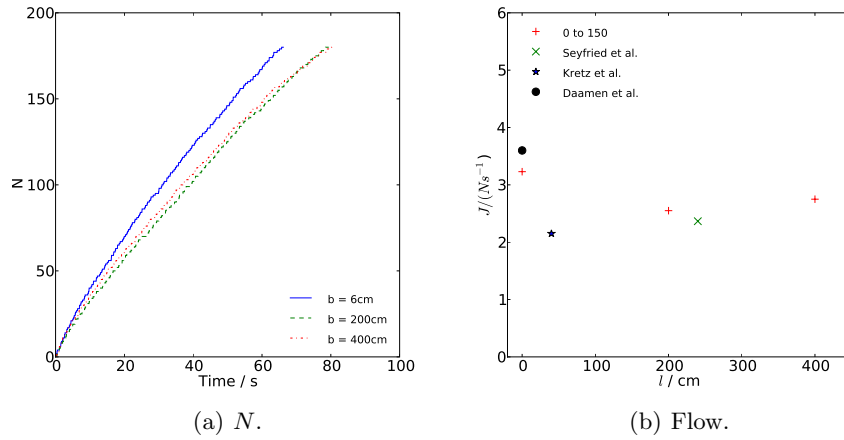 200
150
100
50
0
N
0
20
40
60
80
100
Time / s
b = 6cm
b = 200cm
b = 400cm
(a) N.
6
5
4
3
2
1
0
J/(Ns⁻¹)
0
100
200
300
400
l / cm
0 to 150
Seyfried et al.
Kretz et al.
Daamen et al.
(b) Flow.